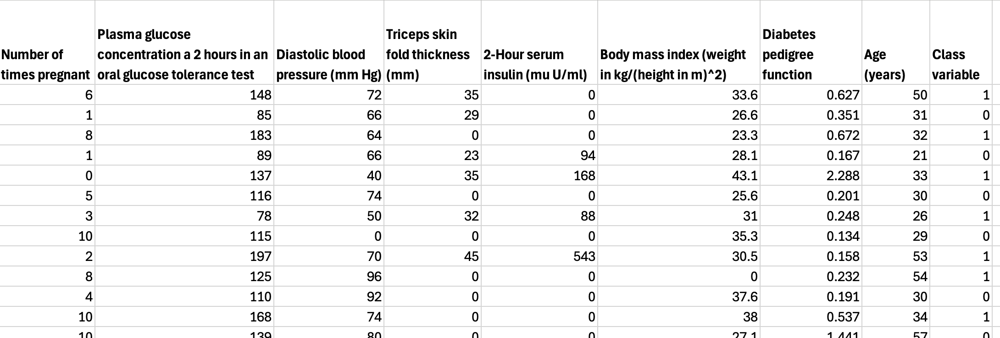 Number of times pregnant	Plasma glucose concentration a 2 hours in an oral glucose tolerance test	Diastolic blood pressure (mm Hg)	Triceps skin fold thickness (mm)	2-Hour serum insulin (mu U/ml)	Body mass index (weight in kg/(height in m)^2)	Diabetes pedigree function	Age (years)	Class variable
6	148	72	35	0	33.6	0.627	50	1
1	85	66	29	0	26.6	0.351	31	0
8	183	64	0	0	23.3	0.672	32	1
1	89	66	23	94	28.1	0.167	21	0
0	137	40	35	168	43.1	2.288	33	1
5	116	74	0	0	25.6	0.201	30	0
3	78	50	32	88	31	0.248	26	1
10	115	0	0	0	35.3	0.134	29	0
2	197	70	45	543	30.5	0.158	53	1
8	125	96	0	0	0	0.232	54	1
4	110	92	0	0	37.6	0.191	30	0
10	168	74	0	0	38	0.537	34	1
10	139	80	0	0	27.1	1.441	57	0